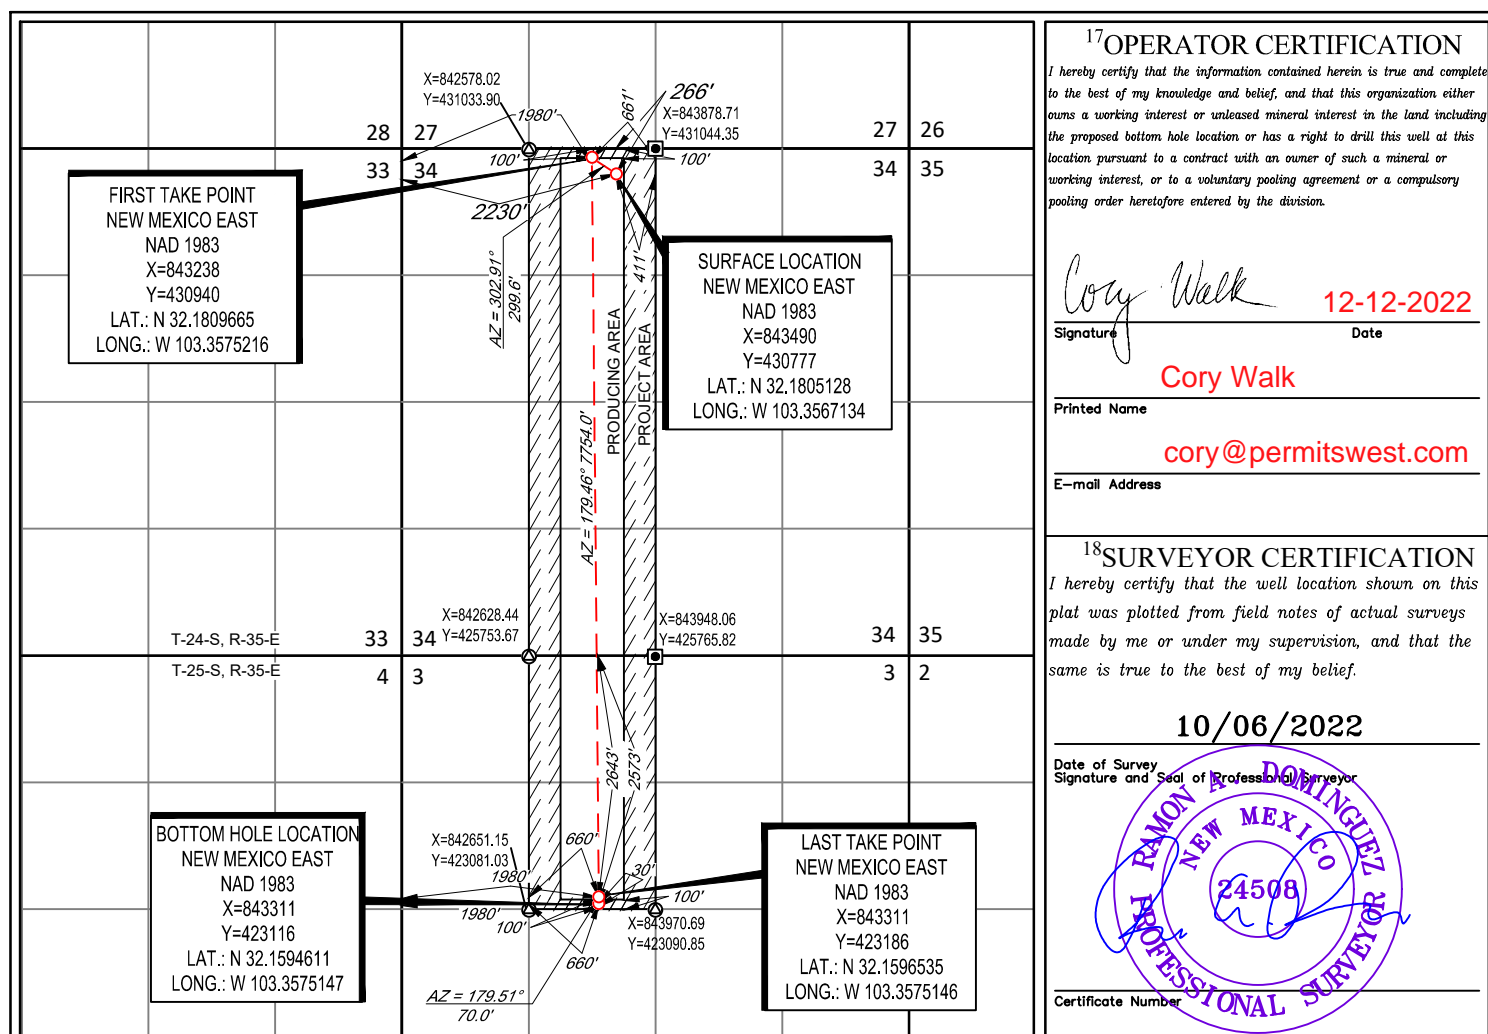 X=842578.02
Y=431033.90
1980'
661'
266'
X=843878.71
Y=431044.35
28 27
27 26
100'
100'
33 34
34 35
FIRST TAKE POINT
NEW MEXICO EAST
NAD 1983
X=843238
Y=430940
LAT.: N 32.1809665
LONG.: W 103.3575216
2230'
411'
AZ = 302.91°
299.6'
SURFACE LOCATION
NEW MEXICO EAST
NAD 1983
X=843490
Y=430777
LAT.: N 32.1805128
LONG.: W 103.3567134
PRODUCING AREA
PROJECT AREA
AZ = 179.46° 7754.0'
X=842628.44
Y=425753.67
X=843948.06
Y=425765.82
T-24-S, R-35-E
33 34
34 35
T-25-S, R-35-E
4 3
3 2
2643'
2573'
BOTTOM HOLE LOCATION
NEW MEXICO EAST
NAD 1983
X=843311
Y=423116
LAT.: N 32.1594611
LONG.: W 103.3575147
X=842651.15
Y=423081.03
660'
1980'
30'
100'
1980'
100'
X=843970.69
Y=423090.85
660'
AZ = 179.51°
70.0'
LAST TAKE POINT
NEW MEXICO EAST
NAD 1983
X=843311
Y=423186
LAT.: N 32.1596535
LONG.: W 103.3575146
17 OPERATOR CERTIFICATION
I hereby certify that the information contained herein is true and complete
to the best of my knowledge and belief, and that this organization either
owns a working interest or unleased mineral interest in the land including
the proposed bottom hole location or has a right to drill this well at this
location pursuant to a contract with an owner of such a mineral or
working interest, or to a voluntary pooling agreement or a compulsory
pooling order heretofore entered by the division.
Cory Walk
12-12-2022
Signature Date
Cory Walk
Printed Name
cory@permitswest.com
E-mail Address
18 SURVEYOR CERTIFICATION
I hereby certify that the well location shown on this
plat was plotted from field notes of actual surveys
made by me or under my supervision, and that the
same is true to the best of my belief.
10/06/2022
Date of Survey
Signature and Seal of Professional Surveyor
RAMON A. DOMINGUEZ
NEW MEXICO
24508
PROFESSIONAL SURVEYOR
Certificate Number